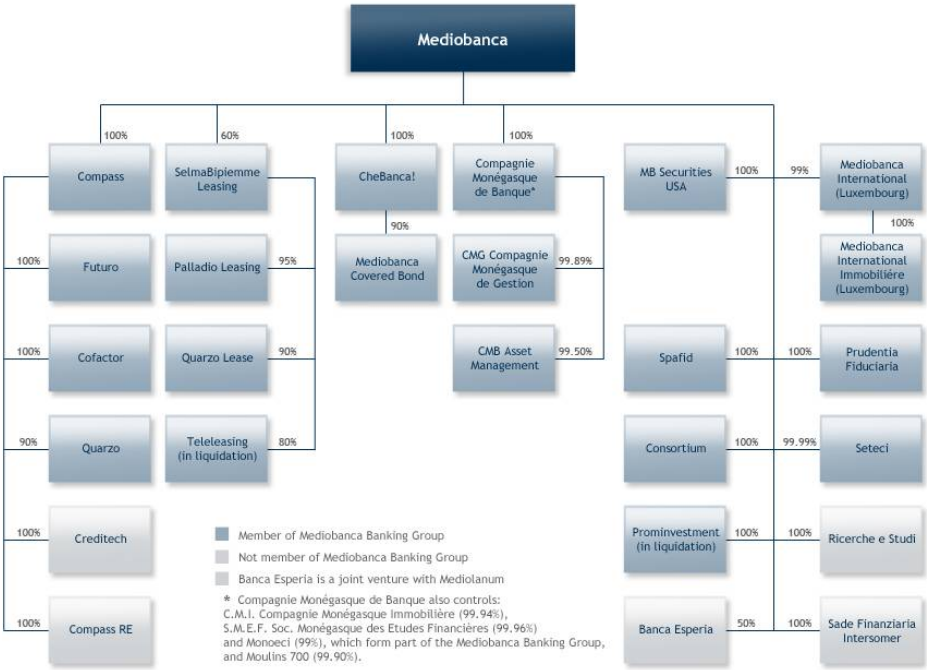 Mediobanca
100%
60%
100%
100%
Compass
SelmaBipiemme
Leasing
CheBanca!
Compagnie
Monégasque
de Banque*
MB Securities
USA
100%
99%
Mediobanca
International
(Luxembourg)
90%
100%
100%
Futuro
Palladio Leasing
95%
Mediobanca
Covered Bond
CMG Compagnie
Monégasque
de Gestion
99.89%
Mediobanca
International
Immobiliére
(Luxembourg)
100%
Cofactor
Quarzo Lease
90%
CMB Asset
Management
99.50%
Spafid
100%
100%
Prudentia
Fiduciaria
90%
Quarzo
Teleleasing
(in liquidation)
80%
Consortium
100%
99.99%
Seteci
100%
Creditech
Prominvestment
(in liquidation)
100%
100%
Ricerche e Studi
100%
Compass RE
Banca Esperia
50%
100%
Sade Finanziaria
Intersomer
Member of Mediobanca Banking Group
Not member of Mediobanca Banking Group
Banca Esperia is a joint venture with Mediolanum
* Compagnie Monégasque de Banque also controls:
C.M.I. Compagnie Monégasque Immobilière (99.94%),
S.M.E.F. Soc. Monégasque des Etudes Financières (99.96%)
and Monoeci (99%), which form part of the Mediobanca Banking Group,
and Moulins 700 (99.90%).